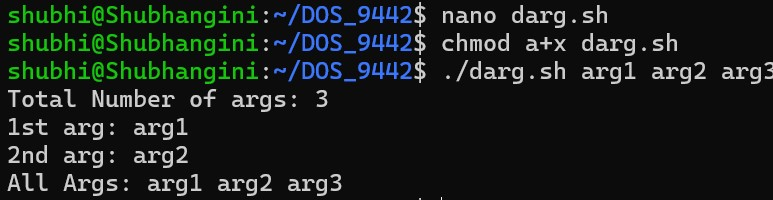 shubhi@Shubhangini:~/DOS_9442$ nano darg.sh
shubhi@Shubhangini:~/DOS_9442$ chmod a+x darg.sh
shubhi@Shubhangini:~/DOS_9442$ ./darg.sh arg1 arg2 arg3
Total Number of args: 3
1st arg: arg1
2nd arg: arg2
All Args: arg1 arg2 arg3